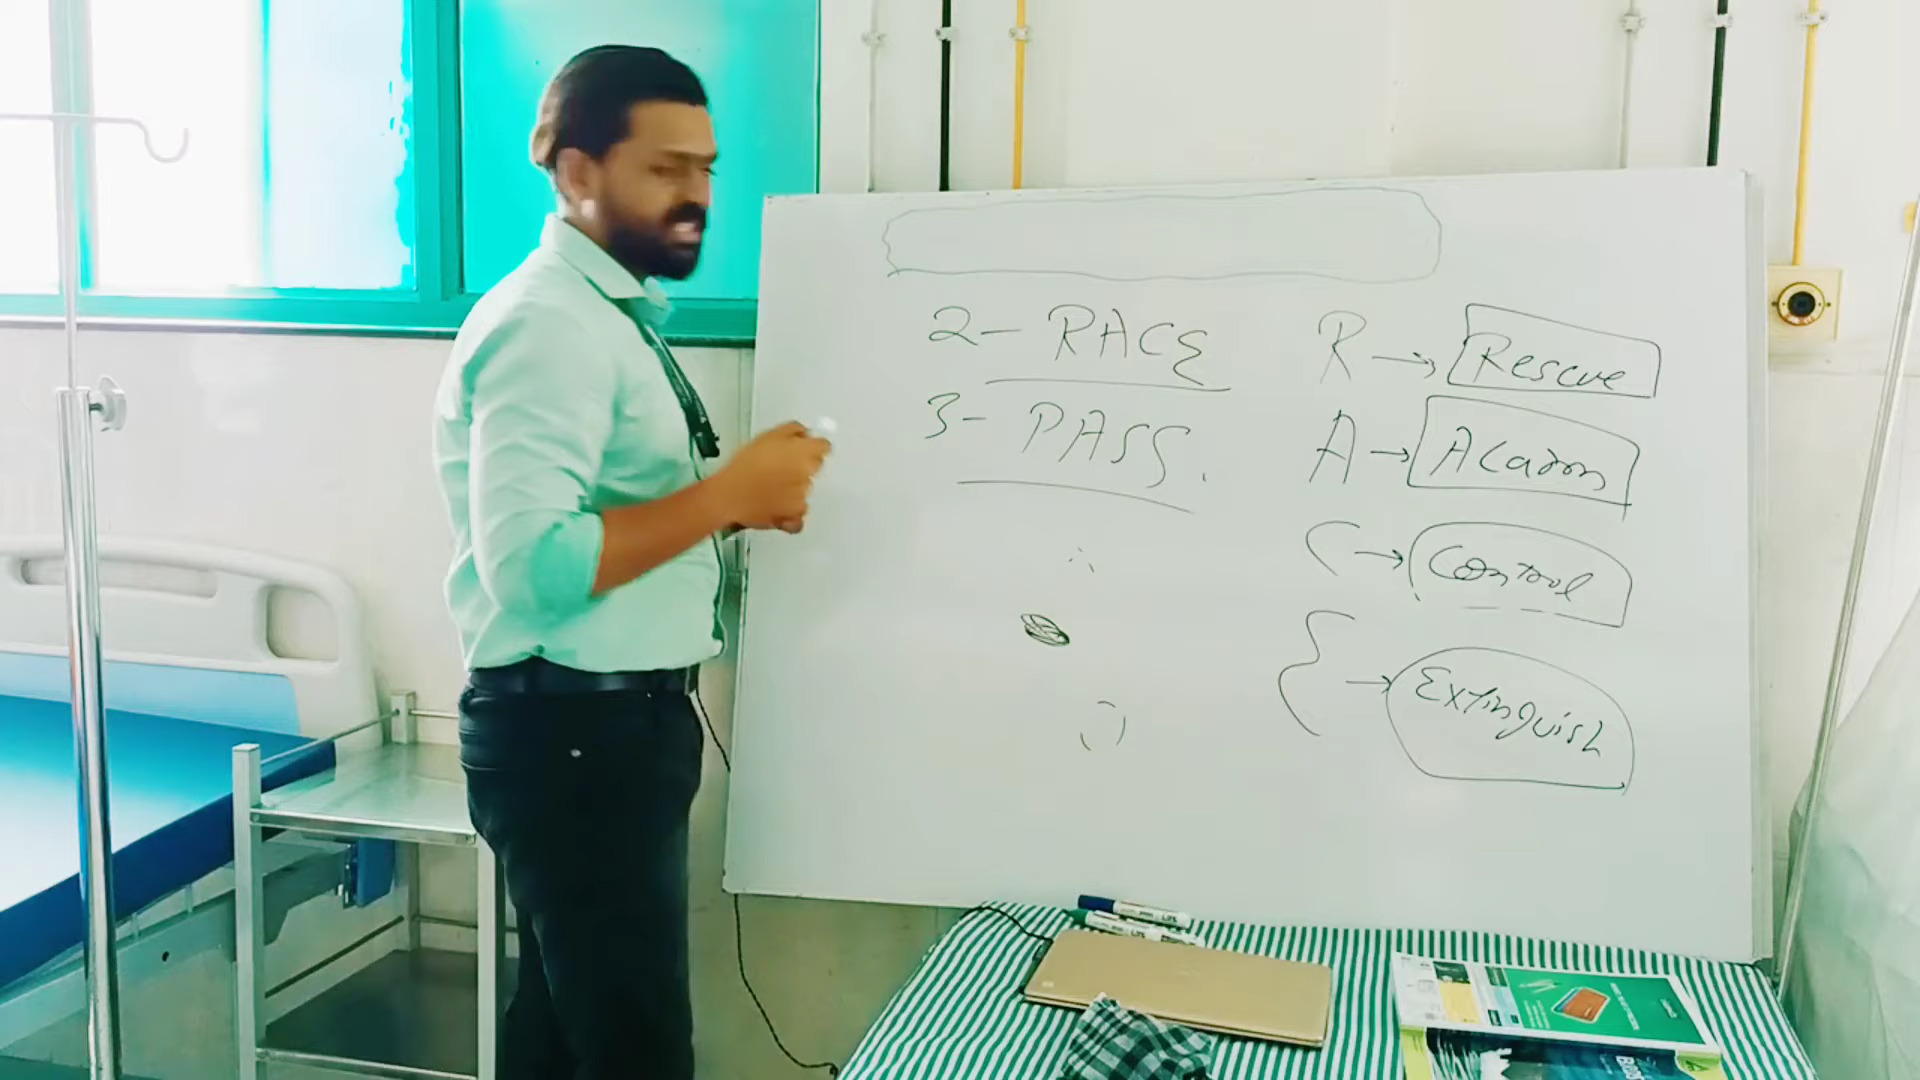 2- RACE
3- PASS.
R → Rescue
A → Alarm
C → Control
E → Extinguish